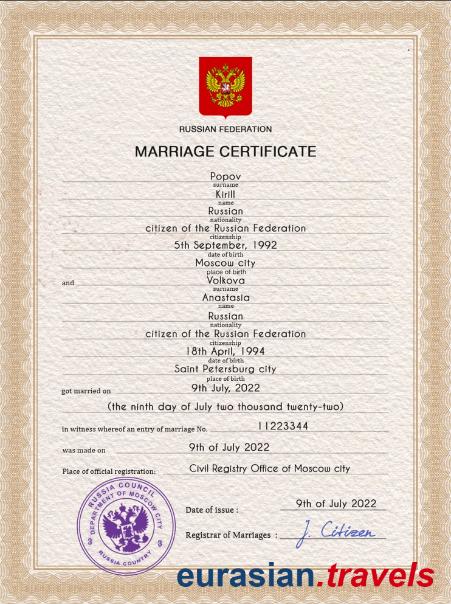 RUSSIAN FEDERATION
MARRIAGE CERTIFICATE
Popov
surname
Kirill
name
Russian
nationality
citizen of the Russian Federation
citizenship
5th September, 1992
date of birth
Moscow city
place of birth
and Volkova
surname
Anastasia
name
Russian
nationality
citizen of the Russian Federation
citizenship
18th April, 1994
date of birth
Saint Petersburg city
place of birth
got married on 9th July, 2022
(the ninth day of July two thousand twenty-two)
in witness whereof an entry of marriage No. 11223344
was made on 9th of July 2022
Place of official registration: Civil Registry Office of Moscow city
RUSSIA COUNCIL
DEPARTMENT OF MOSCOW CITY
3 3
RUSSIA COUNTRY
Date of issue : 9th of July 2022
Registrar of Marriages : J. Citizen
eurasian.travels